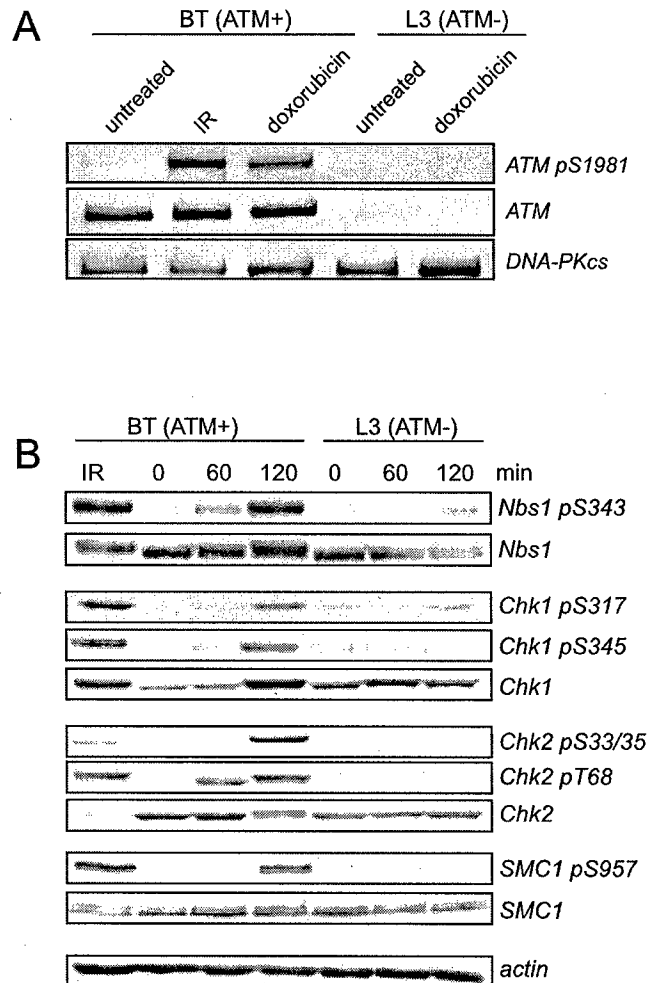 A
BT (ATM+) L3 (ATM-)
untreated IR doxorubicin untreated doxorubicin
ATM pS1981
ATM
DNA-PKcs
B
BT (ATM+) L3 (ATM-)
IR 0 60 120 0 60 120 min
Nbs1 pS343
Nbs1
Chk1 pS317
Chk1 pS345
Chk1
Chk2 pS33/35
Chk2 pT68
Chk2
SMC1 pS957
SMC1
actin